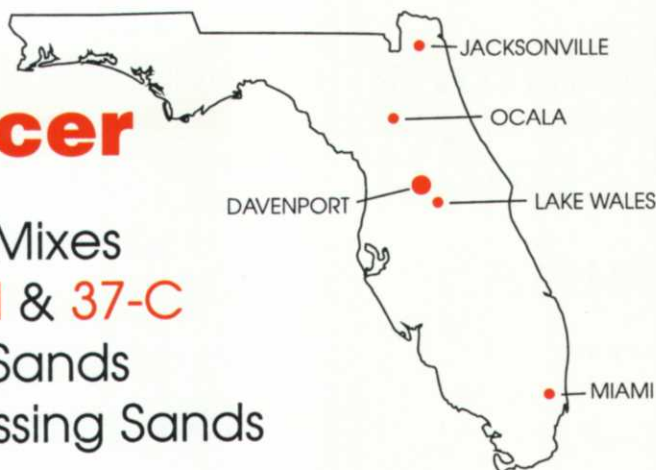 cer
Mixes
& 37-C
Sands
ssing Sands
JACKSONVILLE
OCALA
DAVENPORT
LAKE WALES
MIAMI